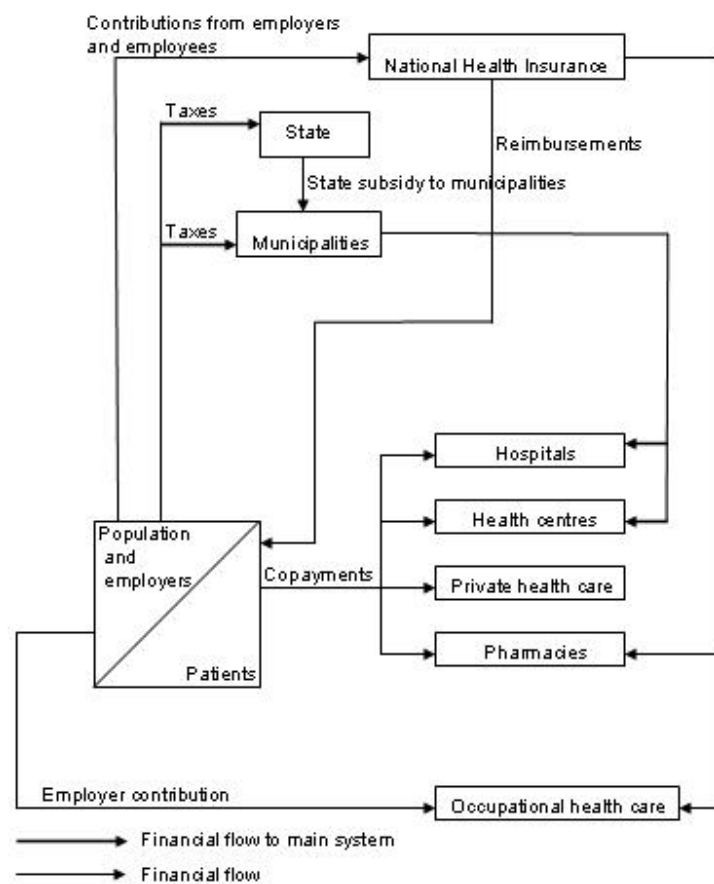 Contributions from employers
and employees
National Health Insurance
Taxes
State
Reimbursements
State subsidy to municipalities
Taxes
Municipalities
Hospitals
Population
and
employers
Health centres
Copayments
Private health care
Patients
Pharmacies
Employer contribution
Occupational health care
Financial flow to main system
Financial flow